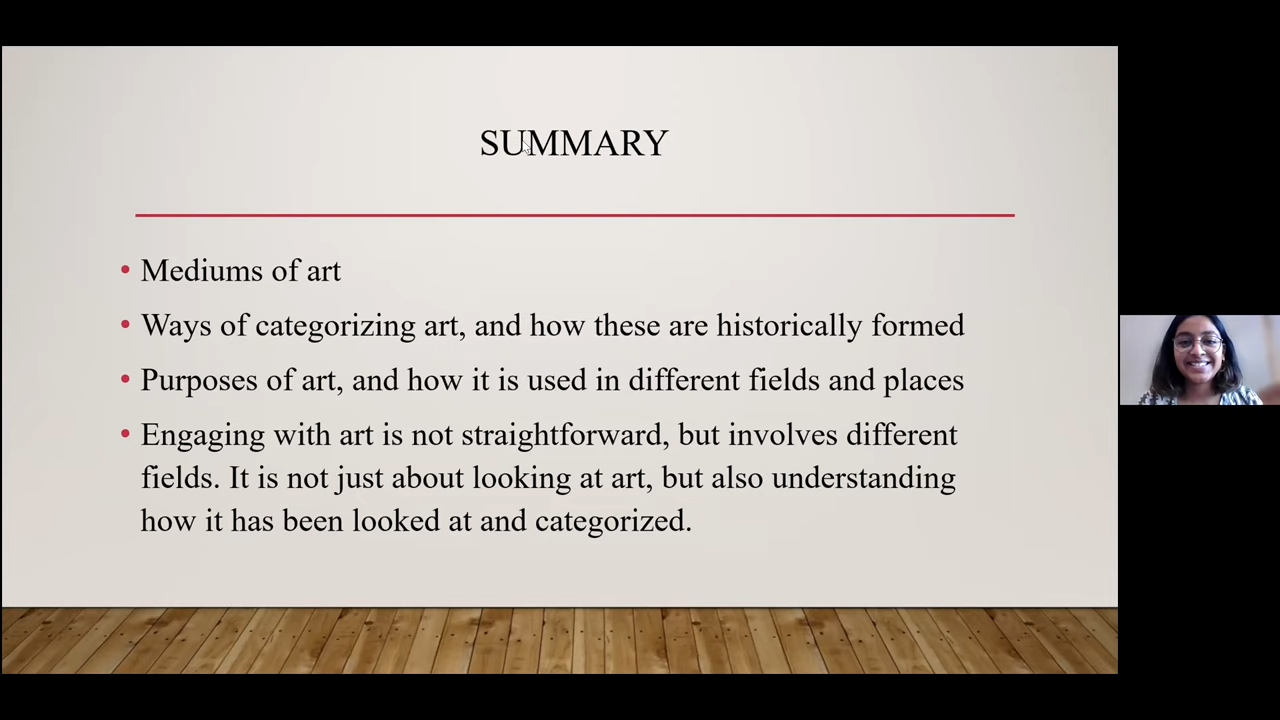 SUMMARY
• Mediums of art
• Ways of categorizing art, and how these are historically formed
• Purposes of art, and how it is used in different fields and places
• Engaging with art is not straightforward, but involves different
fields. It is not just about looking at art, but also understanding
how it has been looked at and categorized.